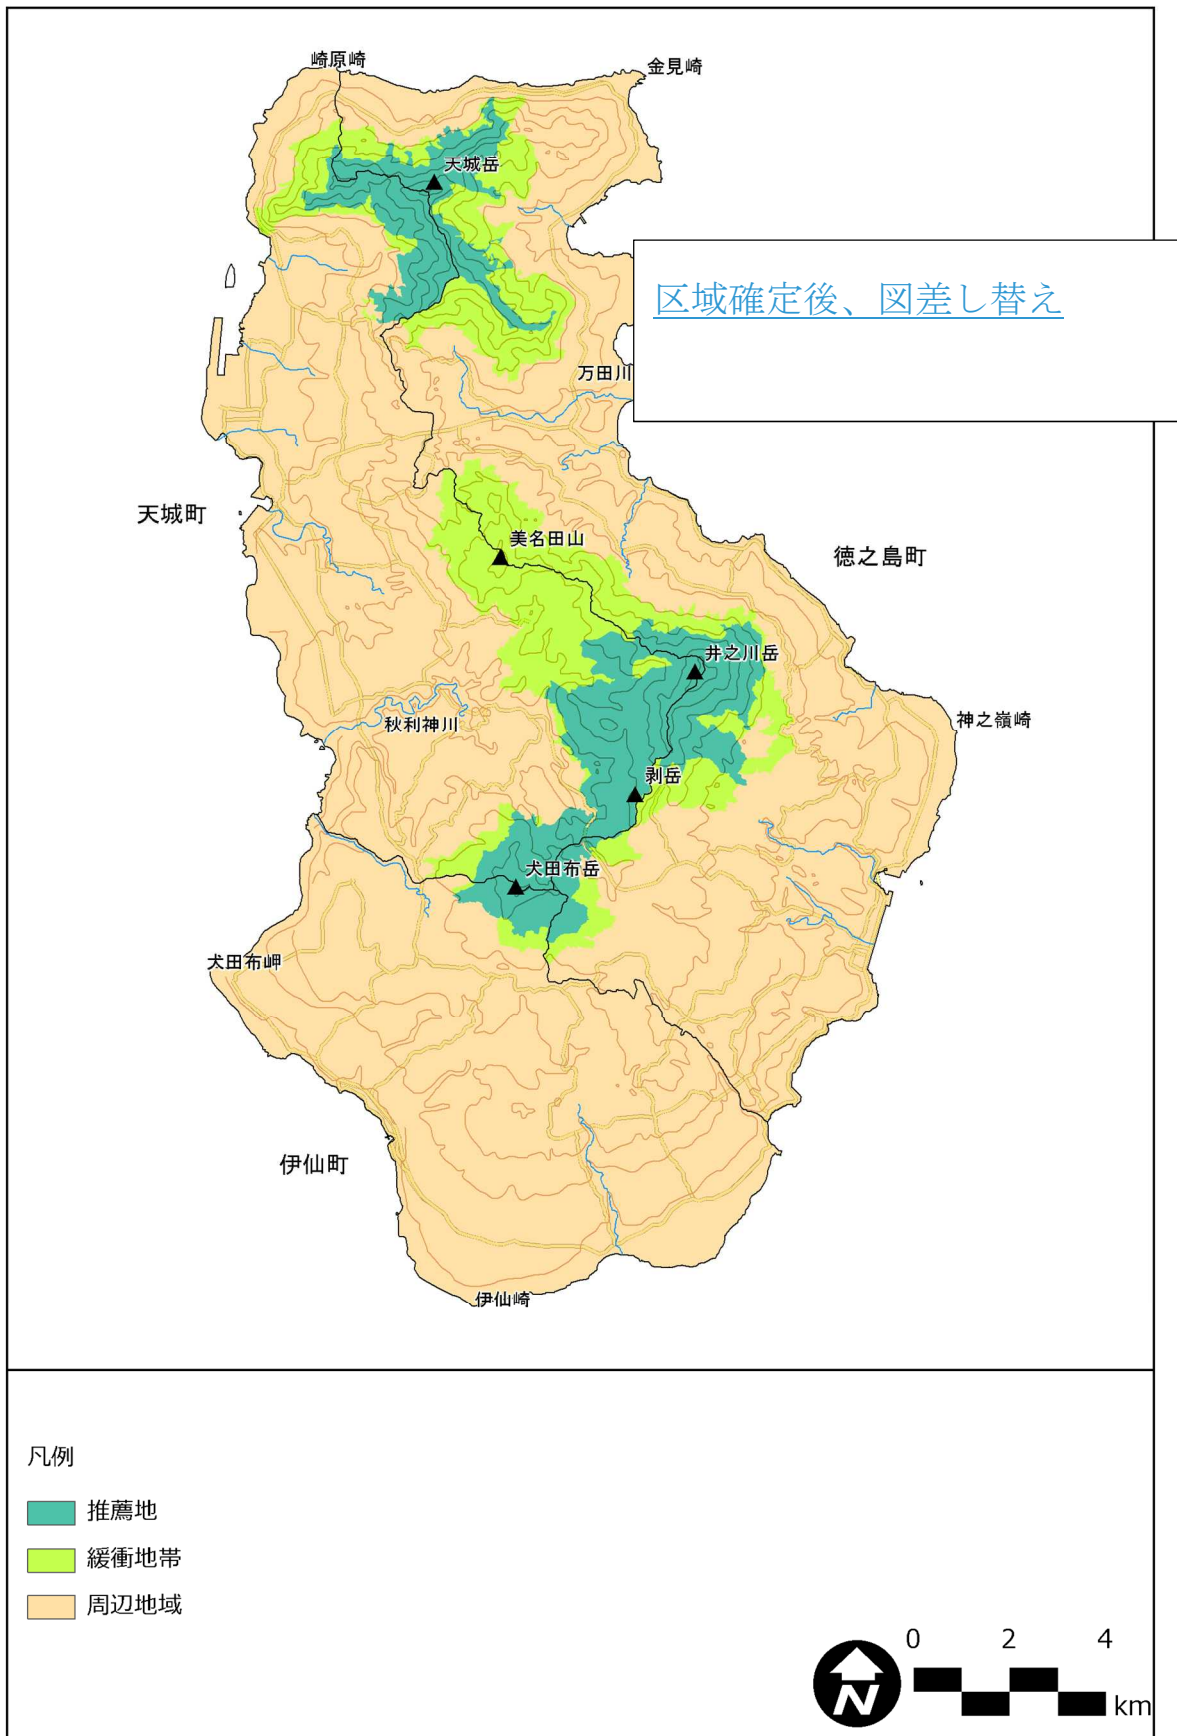 崎原崎
金見崎
天城岳
区域確定後、図差し替え
万田川
天城町
美名田山
徳之島町
井之川岳
神之嶺崎
秋利神川
剥岳
犬田布岳
犬田布岬
伊仙町
伊仙崎
凡例
推薦地
緩衝地帯
周辺地域
0 2 4
N
km